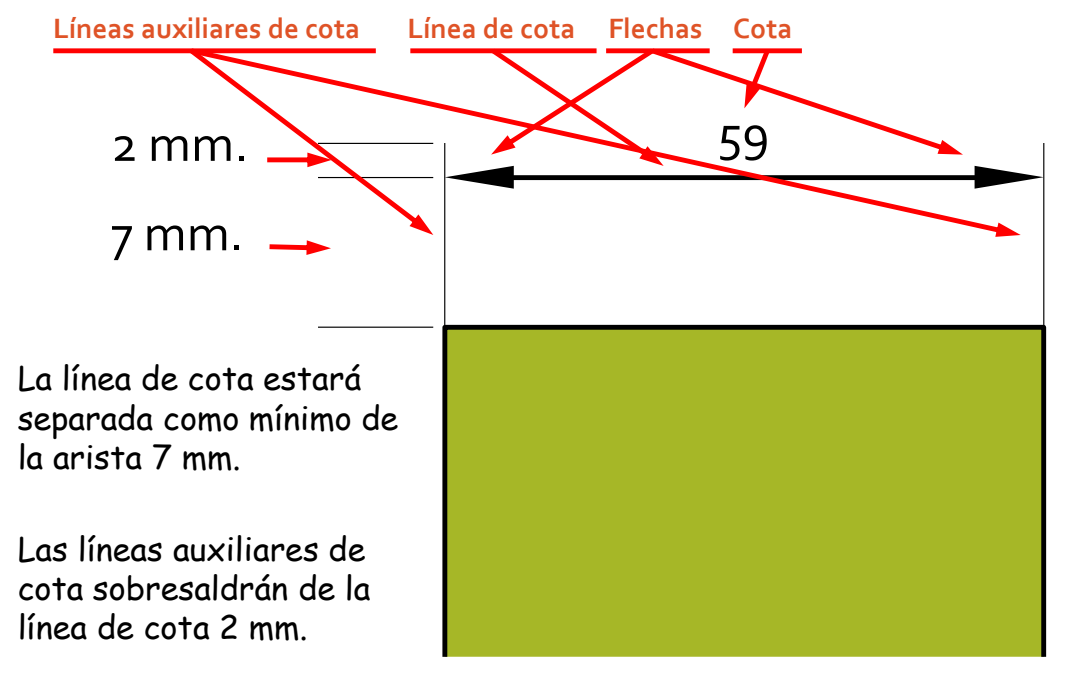 Líneas auxiliares de cota Línea de cota Flechas Cota
2 mm. 59
7 mm.
La línea de cota estará
separada como mínimo de
la arista 7 mm.
Las líneas auxiliares de
cota sobresaldrán de la
línea de cota 2 mm.